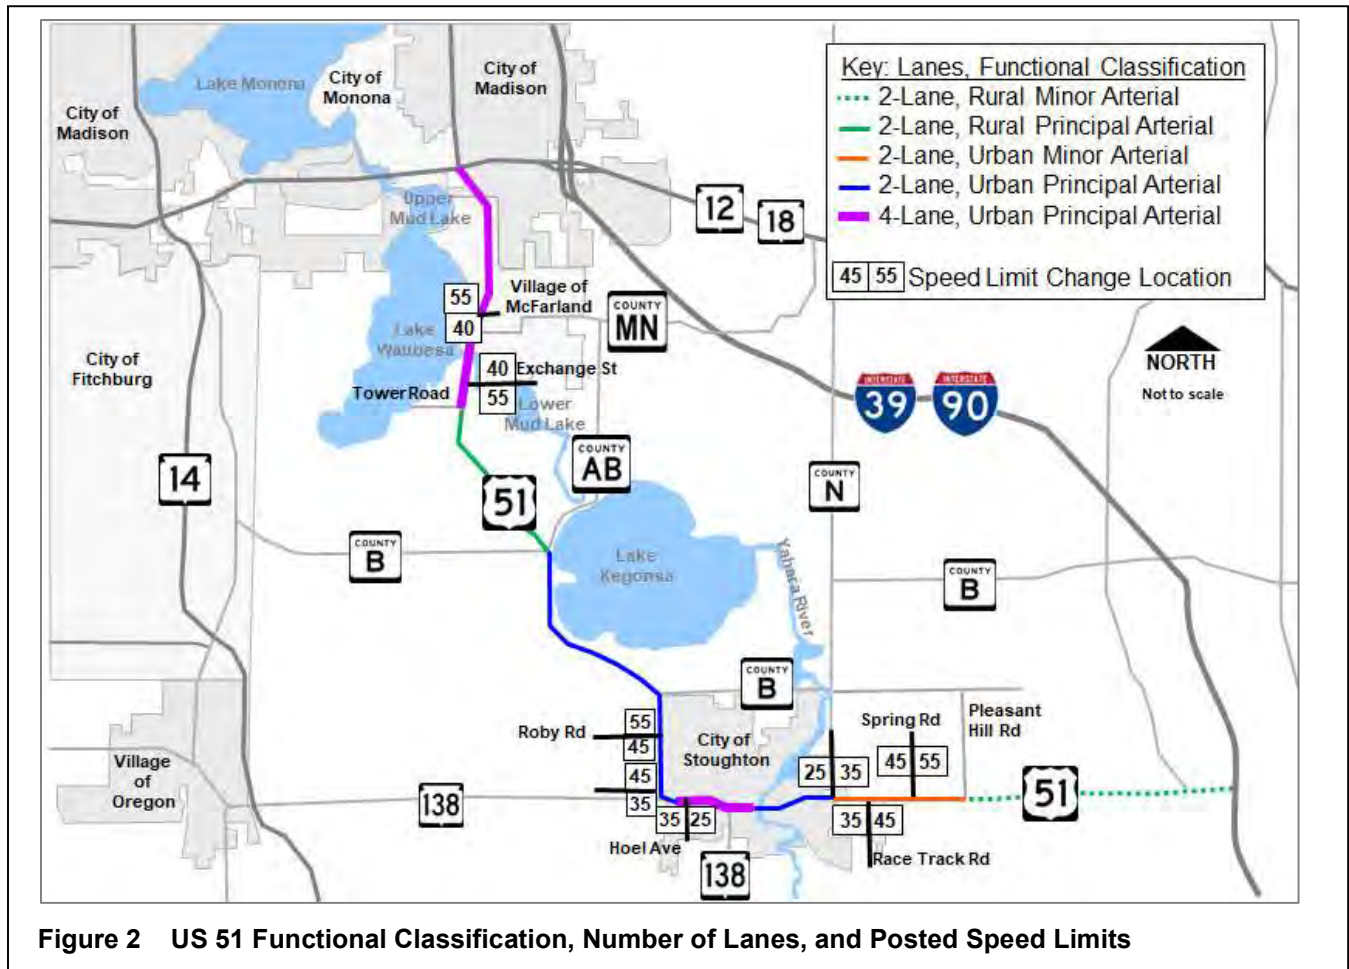 Lake Monona
City of
Monona
City of
Madison
City of
Madison
Key: Lanes, Functional Classification
2-Lane, Rural Minor Arterial
2-Lane, Rural Principal Arterial
2-Lane, Urban Minor Arterial
2-Lane, Urban Principal Arterial
4-Lane, Urban Principal Arterial
45 55 Speed Limit Change Location
Upper
Mud Lake
12
18
55
40
Village of
McFarland
COUNTY
MN
Lake
Waubesa
City of
Fitchburg
40
55
Exchange St
Tower Road
Lower
Mud Lake
NORTH
Not to scale
INTERSTATE
39
INTERSTATE
90
14
COUNTY
AB
51
COUNTY
N
COUNTY
B
Lake
Kegonsa
Yahara River
COUNTY
B
COUNTY
B
Roby Rd
55
45
City of
Stoughton
Spring Rd
Pleasant
Hill Rd
45 55
25 35
Village
of
Oregon
138
45
35
51
35 25
35 45
Hoel Ave
138
Race Track Rd
Figure 2 US 51 Functional Classification, Number of Lanes, and Posted Speed Limits